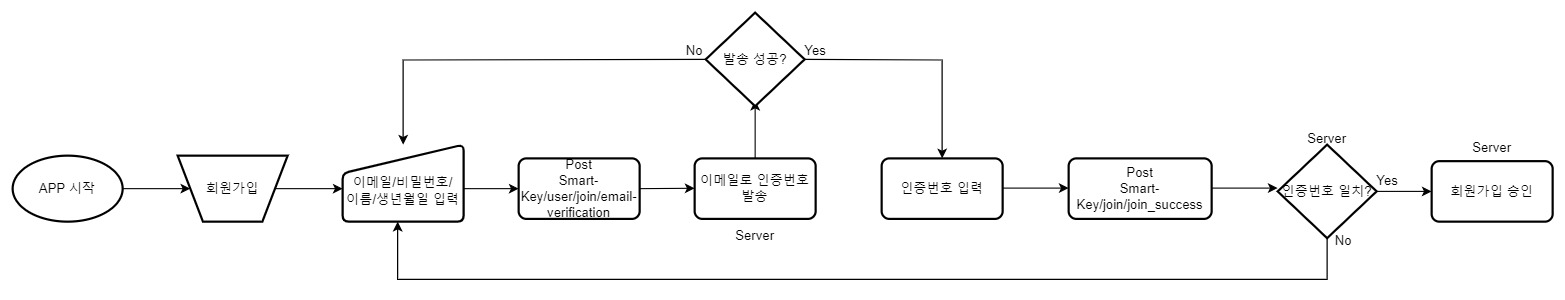 APP 시작
회원가입
이메일/비밀번호/
이름/생년월일 입력
Post
Smart-
Key/user/join/email-
verification
이메일로 인증번호
발송
Server
No
발송 성공?
Yes
인증번호 입력
Post
Smart-
Key/join/join_success
Server
인증번호 일치?
Yes
No
Server
회원가입 승인